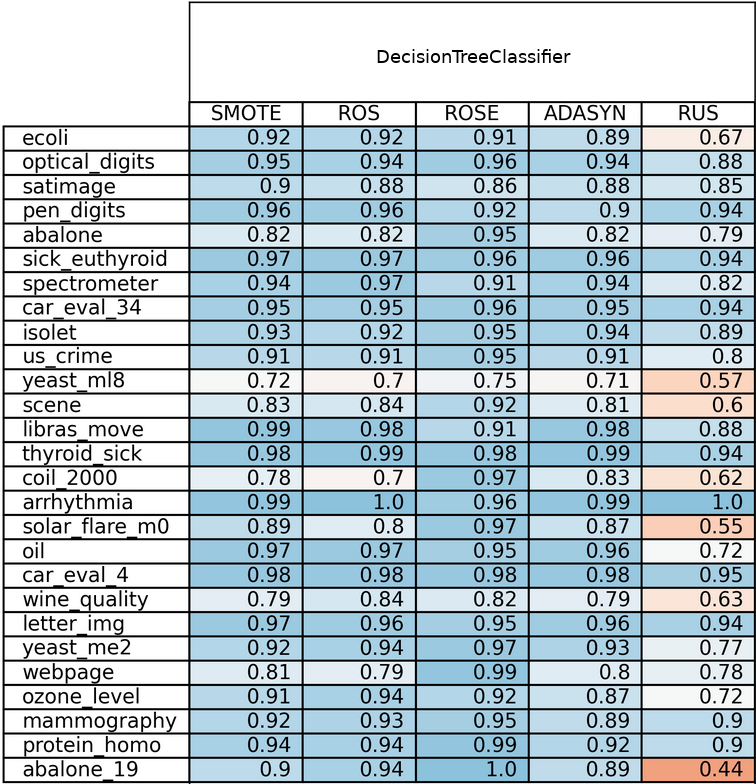 DecisionTreeClassifier
SMOTE ROS ROSE ADASYN RUS
ecoli 0.92 0.92 0.91 0.89 0.67
optical_digits 0.95 0.94 0.96 0.94 0.88
satimage 0.9 0.88 0.86 0.88 0.85
pen_digits 0.96 0.96 0.92 0.9 0.94
abalone 0.82 0.82 0.95 0.82 0.79
sick_euthyroid 0.97 0.97 0.96 0.96 0.94
spectrometer 0.94 0.97 0.91 0.94 0.82
car_eval_34 0.95 0.95 0.96 0.95 0.94
isolet 0.93 0.92 0.95 0.94 0.89
us_crime 0.91 0.91 0.95 0.91 0.8
yeast_ml8 0.72 0.7 0.75 0.71 0.57
scene 0.83 0.84 0.92 0.81 0.6
libras_move 0.99 0.98 0.91 0.98 0.88
thyroid_sick 0.98 0.99 0.98 0.99 0.94
coil_2000 0.78 0.7 0.97 0.83 0.62
arrhythmia 0.99 1.0 0.96 0.99 1.0
solar_flare_m0 0.89 0.8 0.97 0.87 0.55
oil 0.97 0.97 0.95 0.96 0.72
car_eval_4 0.98 0.98 0.98 0.98 0.95
wine_quality 0.79 0.84 0.82 0.79 0.63
letter_img 0.97 0.96 0.95 0.96 0.94
yeast_me2 0.92 0.94 0.97 0.93 0.77
webpage 0.81 0.79 0.99 0.8 0.78
ozone_level 0.91 0.94 0.92 0.87 0.72
mammography 0.92 0.93 0.95 0.89 0.9
protein_homo 0.94 0.94 0.99 0.92 0.9
abalone_19 0.9 0.94 1.0 0.89 0.44